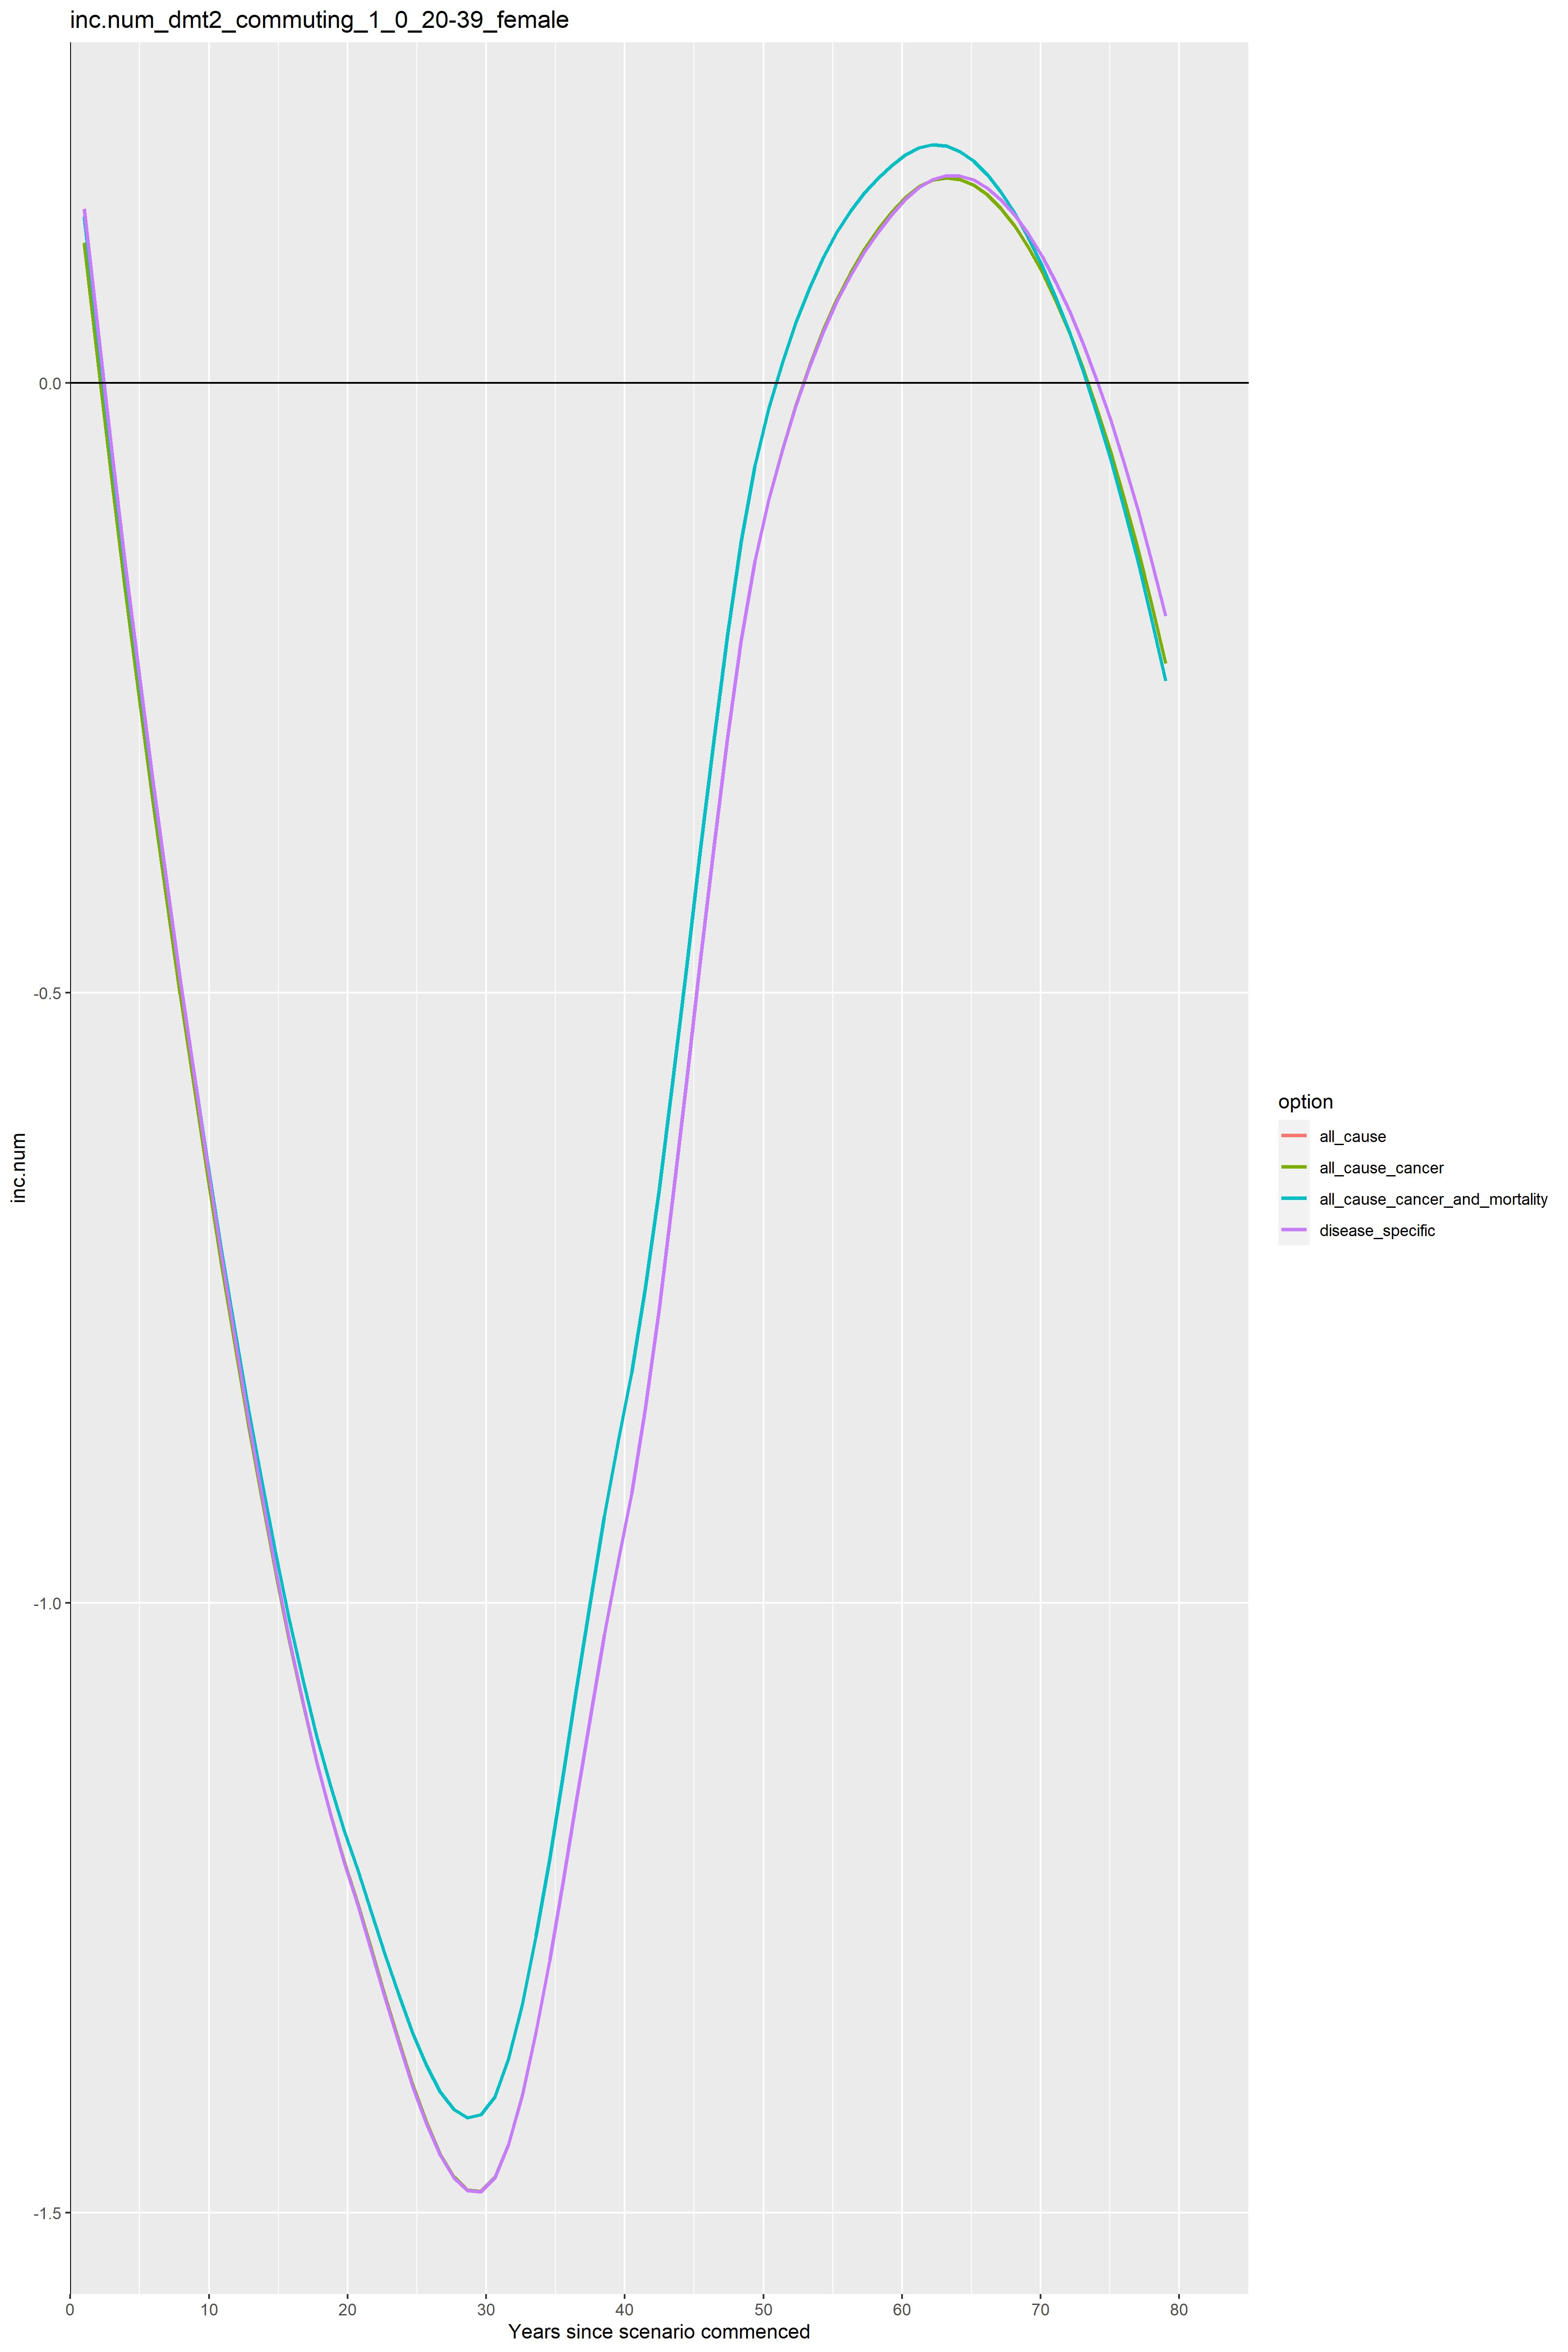 inc.num_dmt2_commuting_1_0_20-39_female
0.0
-0.5
-1.0
-1.5
inc.num
0 10 20 30 40 50 60 70 80
Years since scenario commenced
option
all_cause
all_cause_cancer
all_cause_cancer_and_mortality
disease_specific